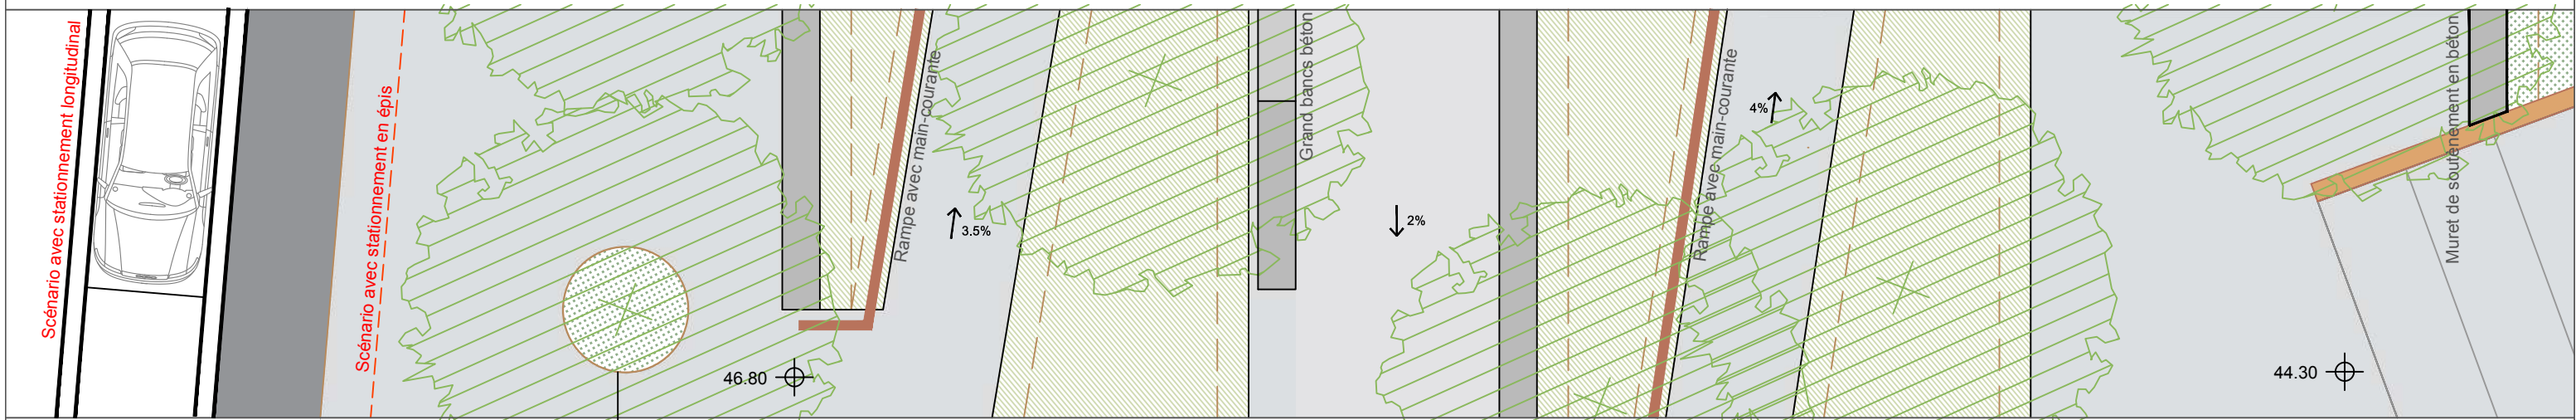 Scénario avec stationnement longitudinal
Scénario avec stationnement en épis
46.80
Rampe avec main-courante
3.5%
Grand bancs béton
2%
Rampe avec main-courante
4%
44.30
Muret de soutènement en béton